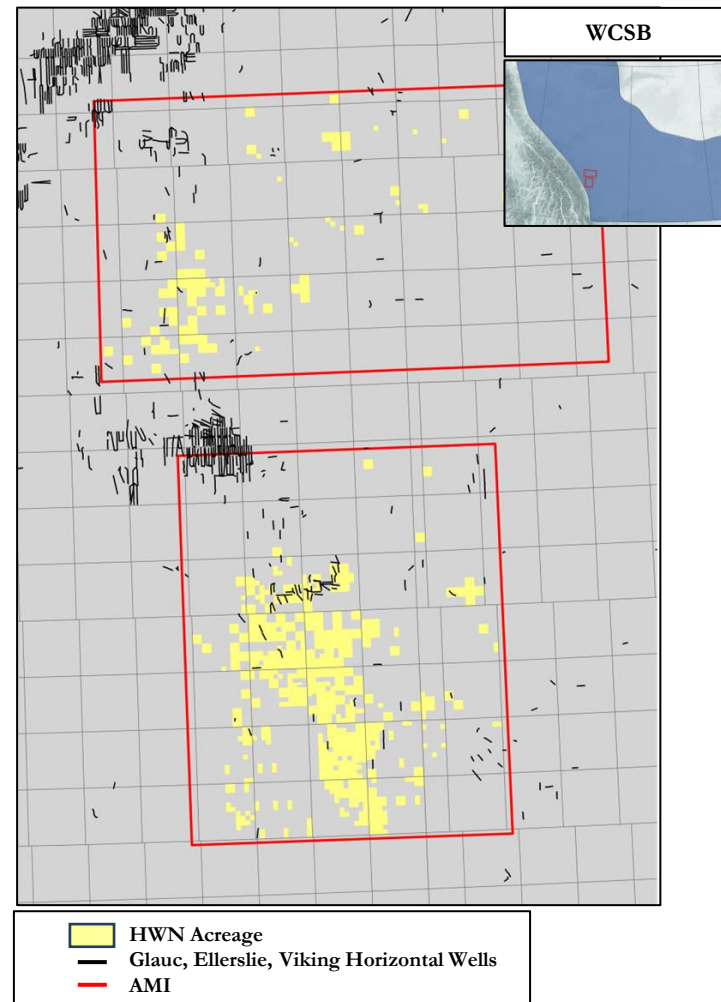 WCSB
HWN Acreage
Glauc, Ellerslie, Viking Horizontal Wells
AMI